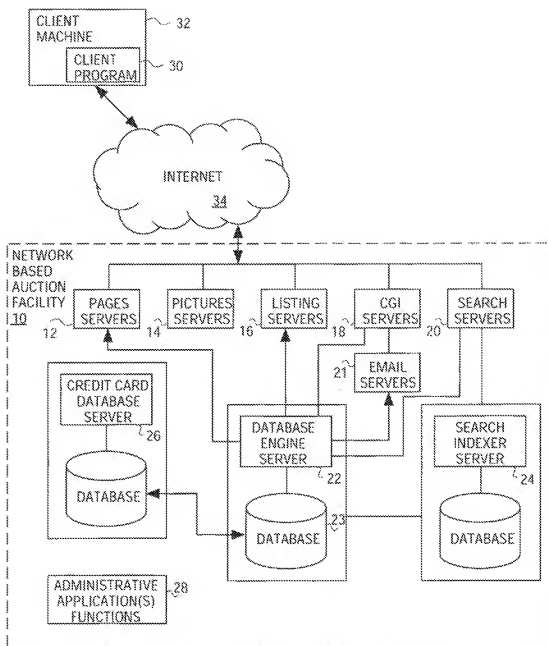 CLIENT
MACHINE
32
CLIENT
PROGRAM
30
INTERNET
34
NETWORK
BASED
AUCTION
FACILITY
10
PAGES
SERVERS
12
PICTURES
SERVERS
14
LISTING
SERVERS
16
CGI
SERVERS
18
SEARCH
SERVERS
20
21
EMAIL
SERVERS
CREDIT CARD
DATABASE
SERVER
26
DATABASE
DATABASE
ENGINE
SERVER
22
23
DATABASE
SEARCH
INDEXER
SERVER
24
DATABASE
ADMINISTRATIVE
APPLICATION(S)
FUNCTIONS
28